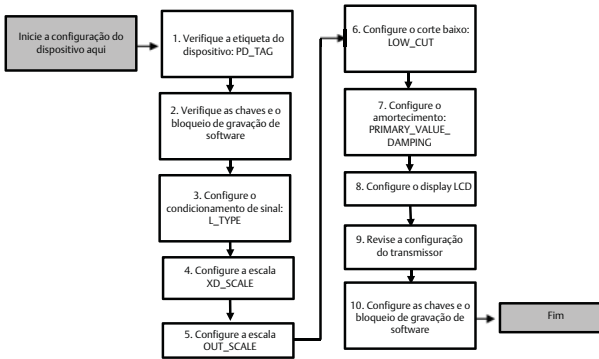 Inicie a configuração do
dispositivo aqui
1. Verifique a etiqueta do
dispositivo: PD_TAG
2. Verifique as chaves e o
bloqueio de gravação de
software
3. Configure o
condicionamento de sinal:
L_TYPE
4. Configure a escala
XD_SCALE
5. Configure a escala
OUT_SCALE
6. Configure o corte baixo:
LOW_CUT
7. Configure o
amortecimento:
PRIMARY_VALUE_
DAMPING
8. Configure o display LCD
9. Revise a configuração
do transmissor
10. Configure as chaves e o
bloqueio de gravação de
software
Fim